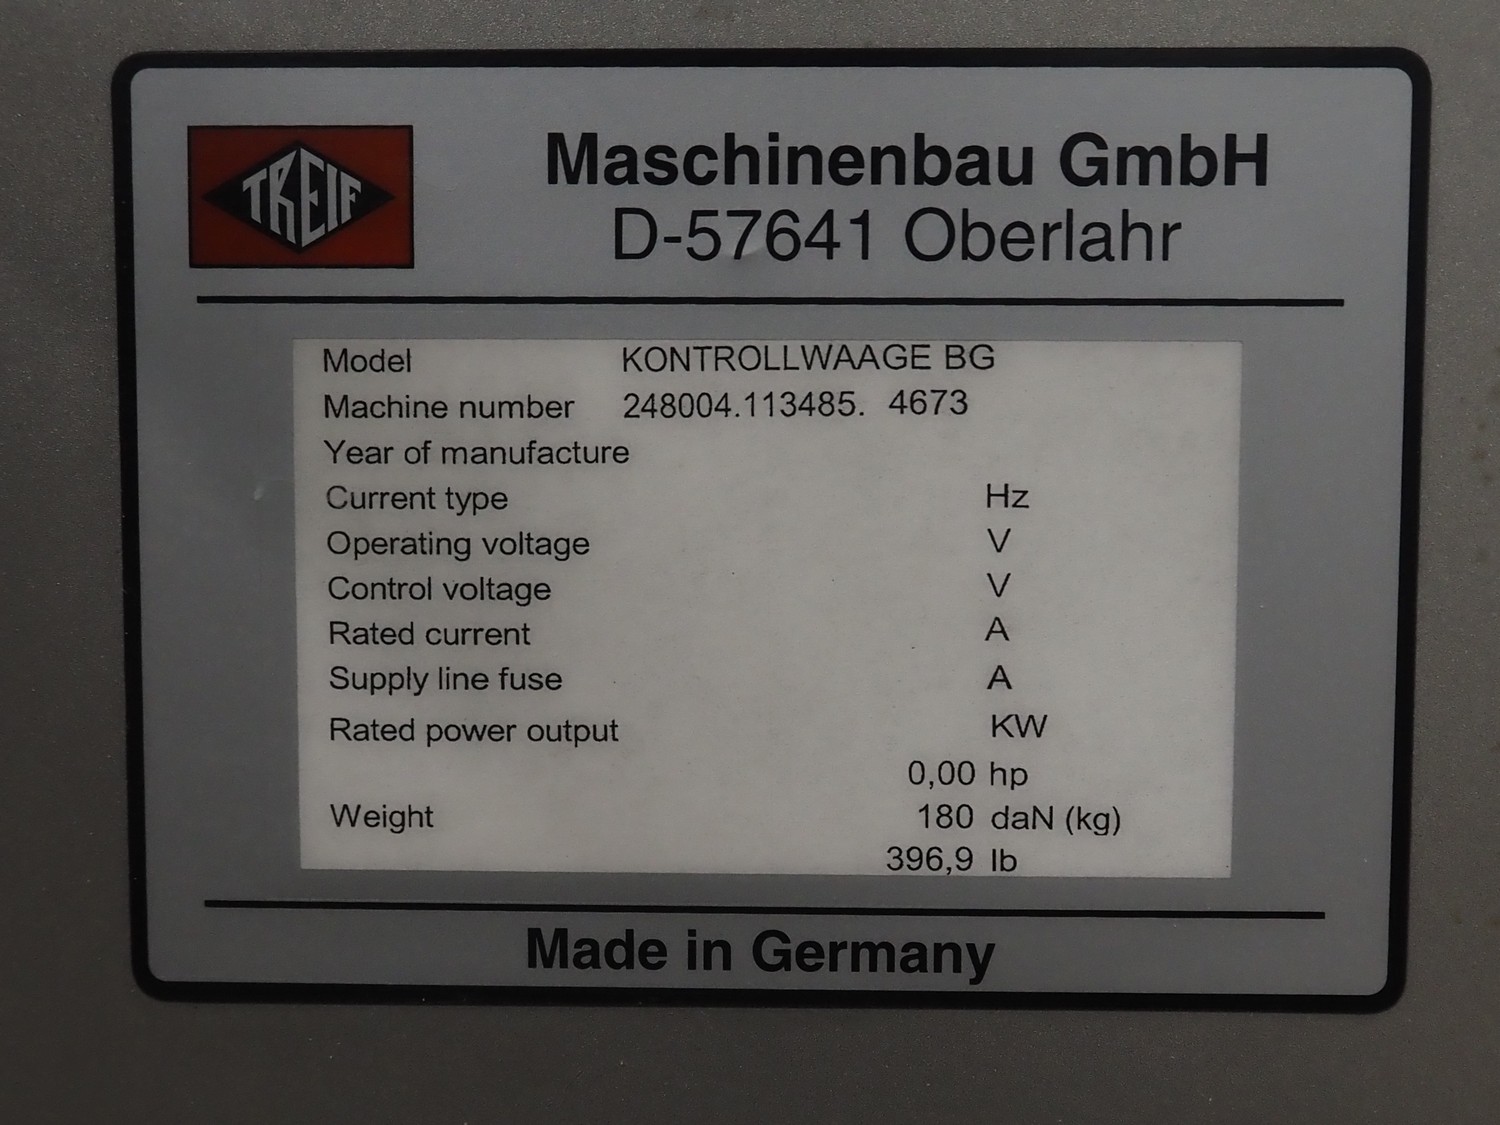 TREIF
Maschinenbau GmbH
D-57641 Oberlahr
Model KONTROLLWAAGE BG
Machine number 248004.113485. 4673
Year of manufacture
Current type Hz
Operating voltage V
Control voltage V
Rated current A
Supply line fuse A
Rated power output KW
0,00 hp
Weight 180 daN (kg)
396,9 lb
Made in Germany